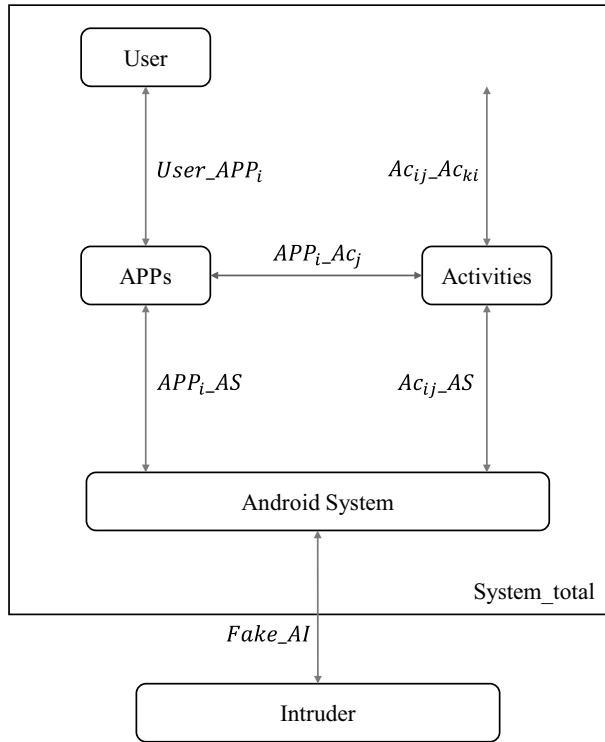 User
User_APP_i
Ac_ij_Ac_ki
APPs
APP_i_Ac_j
Activities
APP_i_AS
Ac_ij_AS
Android System
System_total
Fake_AI
Intruder